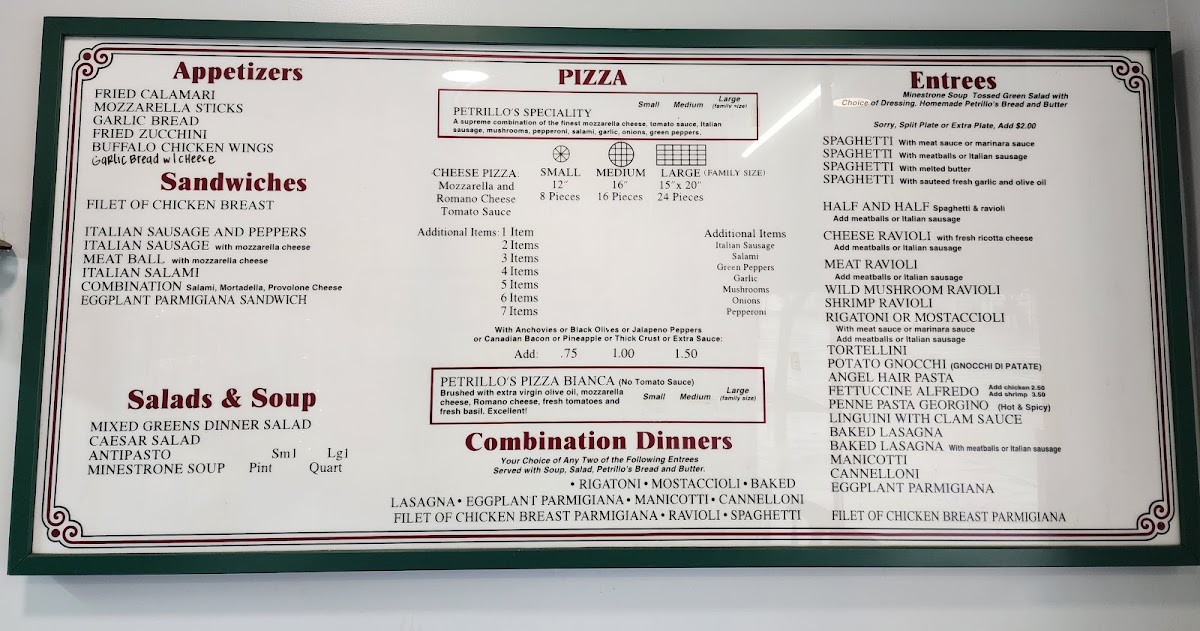 Appetizers
FRIED CALAMARI
MOZZARELLA STICKS
GARLIC BREAD
FRIED ZUCCHINI
BUFFALO CHICKEN WINGS
Garlic Bread w/ Cheese
Sandwiches
FILET OF CHICKEN BREAST
ITALIAN SAUSAGE AND PEPPERS
ITALIAN SAUSAGE with mozzarella cheese
MEAT BALL with mozzarella cheese
ITALIAN SALAMI
COMBINATION Salami, Mortadella, Provolone Cheese
EGGPLANT PARMIGIANA SANDWICH
Salads & Soup
MIXED GREENS DINNER SALAD
CAESAR SALAD
ANTIPASTO Sm1 Lg1
MINESTRONE SOUP Pint Quart
PIZZA
PETRILLO'S SPECIALITY Small Medium Large (family size)
A supreme combination of the finest mozzarella cheese, tomato sauce, Italian
sausage, mushrooms, pepperoni, salami, garlic, onions, green peppers.
CHEESE PIZZA: SMALL MEDIUM LARGE (FAMILY SIZE)
Mozzarella and 12" 16" 15"x 20"
Romano Cheese 8 Pieces 16 Pieces 24 Pieces
Tomato Sauce
Additional Items: 1 Item
2 Items
3 Items
4 Items
5 Items
6 Items
7 Items
Additional Items
Italian Sausage
Salami
Green Peppers
Garlic
Mushrooms
Onions
Pepperoni
With Anchovies or Black Olives or Jalapeno Peppers
or Canadian Bacon or Pineapple or Thick Crust or Extra Sauce:
Add: .75 1.00 1.50
PETRILLO'S PIZZA BIANCA (No Tomato Sauce)
Brushed with extra virgin olive oil, mozzarella
cheese, Romano cheese, fresh tomatoes and
fresh basil. Excellent!
Small Medium Large (family size)
Combination Dinners
Your Choice of Any Two of the Following Entrees
Served with Soup, Salad, Petrillo's Bread and Butter.
• RIGATONI • MOSTACCIOLI • BAKED
LASAGNA • EGGPLANT PARMIGIANA • MANICOTTI • CANNELLONI
FILET OF CHICKEN BREAST PARMIGIANA • RAVIOLI • SPAGHETTI
Entrees
Minestrone Soup Tossed Green Salad with
Choice of Dressing. Homemade Petrillo's Bread and Butter
Sorry, Split Plate or Extra Plate, Add $2.00
SPAGHETTI With meat sauce or marinara sauce
SPAGHETTI With meatballs or Italian sausage
SPAGHETTI With melted butter
SPAGHETTI With sauteed fresh garlic and olive oil
HALF AND HALF Spaghetti & ravioli
Add meatballs or Italian sausage
CHEESE RAVIOLI with fresh ricotta cheese
Add meatballs or Italian sausage
MEAT RAVIOLI
Add meatballs or Italian sausage
WILD MUSHROOM RAVIOLI
SHRIMP RAVIOLI
RIGATONI OR MOSTACCIOLI
With meat sauce or marinara sauce
Add meatballs or Italian sausage
TORTELLINI
POTATO GNOCCHI (GNOCCHI DI PATATE)
ANGEL HAIR PASTA
FETTUCINE ALFREDO Add chicken 2.50
Add shrimp 3.50
PENNE PASTA GEORGINO (Hot & Spicy)
LINGUINI WITH CLAM SAUCE
BAKED LASAGNA
BAKED LASAGNA With meatballs or Italian sausage
MANICOTTI
CANNELLONI
EGGPLANT PARMIGIANA
FILET OF CHICKEN BREAST PARMIGIANA